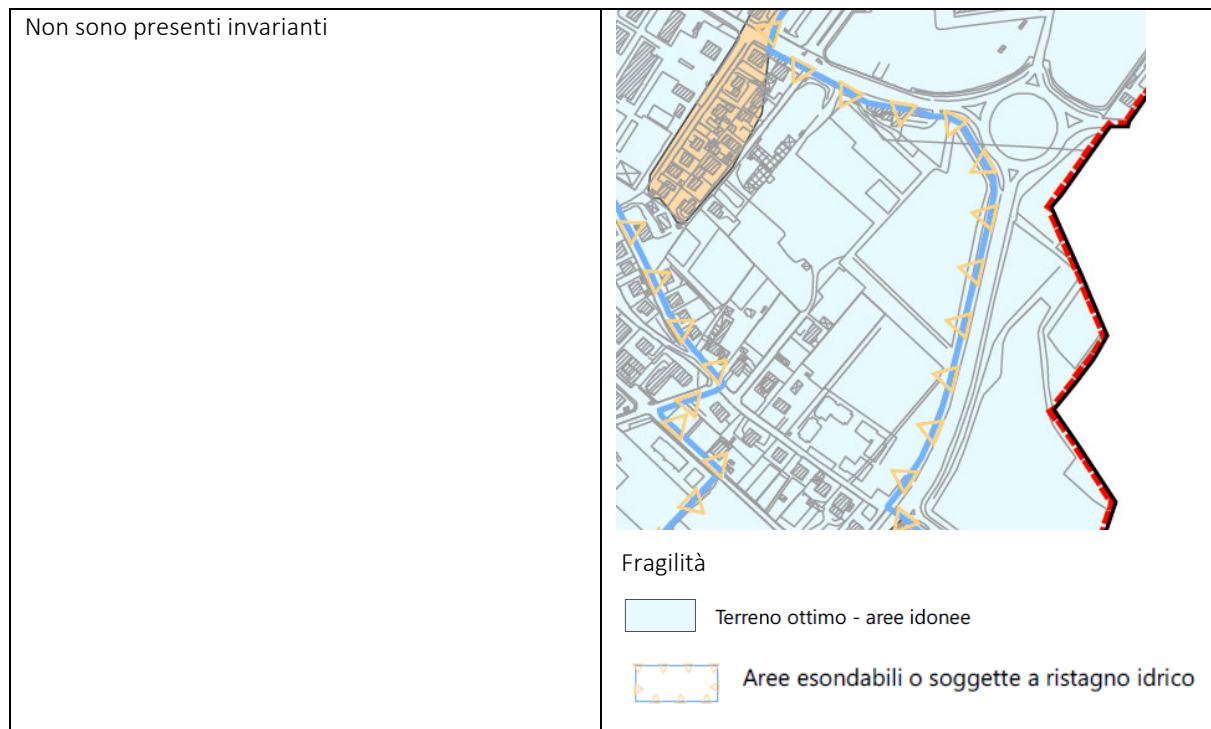 Non sono presenti invarianti
Fragilità
Terreno ottimo - aree idonee
Aree esondabili o soggette a ristagno idrico